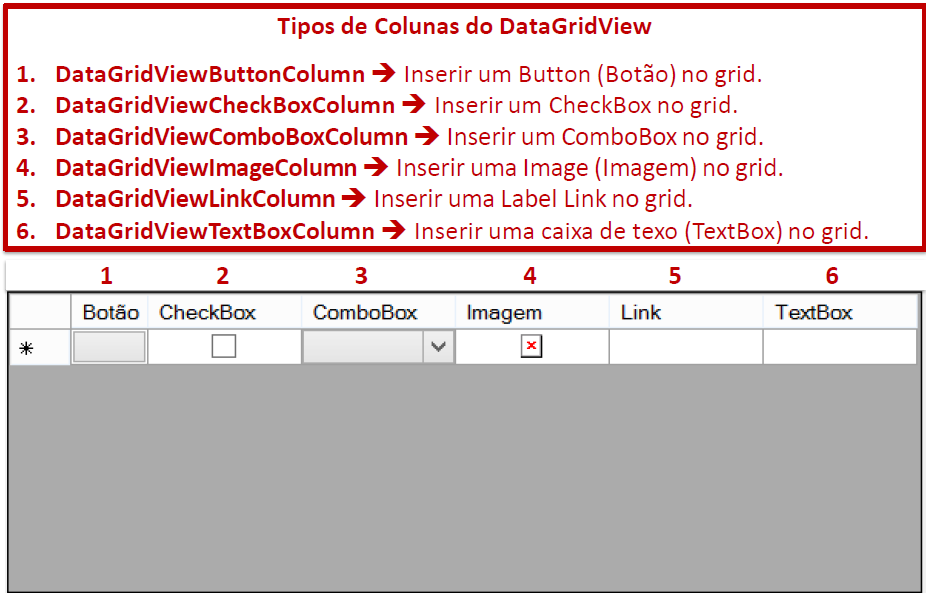 Tipos de Colunas do DataGridView
1. DataGridViewButtonColumn ➔ Inserir um Button (Botão) no grid.
2. DataGridViewCheckBoxColumn ➔ Inserir um CheckBox no grid.
3. DataGridViewComboBoxColumn ➔ Inserir um ComboBox no grid.
4. DataGridViewImageColumn ➔ Inserir uma Image (Imagem) no grid.
5. DataGridViewLinkColumn ➔ Inserir uma Label Link no grid.
6. DataGridViewTextBoxColumn ➔ Inserir uma caixa de texo (TextBox) no grid.
1 2 3 4 5 6
Botão CheckBox ComboBox Imagem Link TextBox